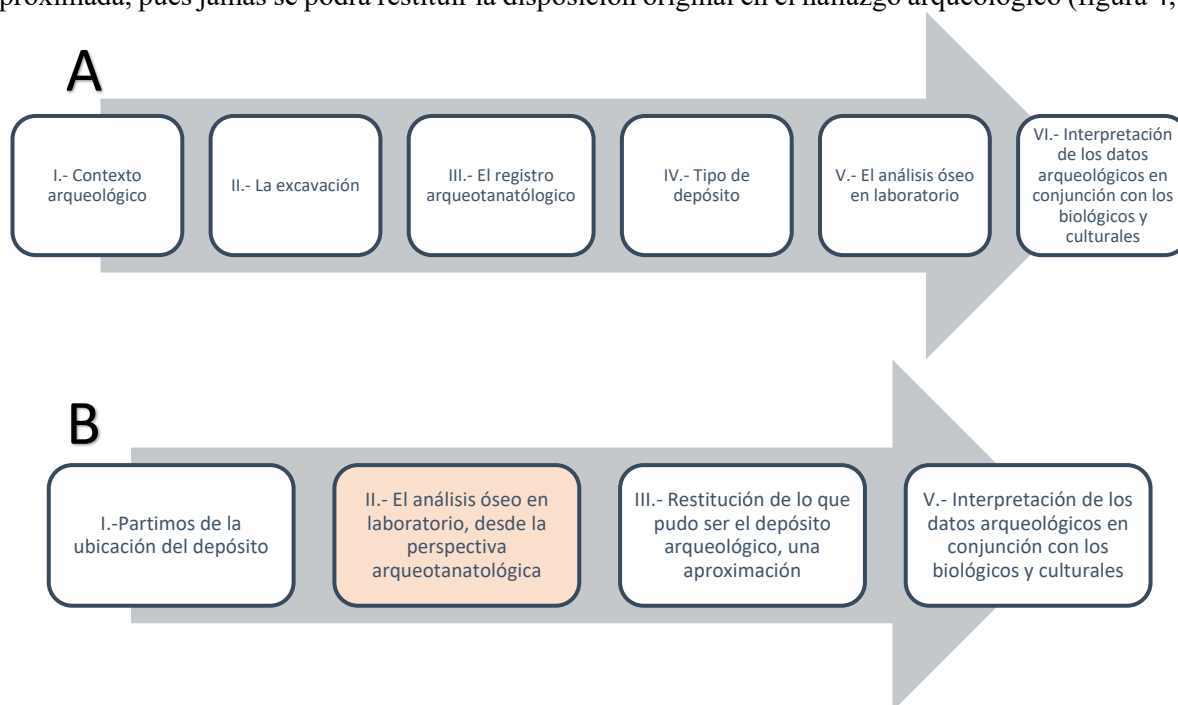 proximada, pues jamás se podrá restituir la disposición original en el hallazgo arqueológico (figura 4,
A
I.- Contexto
arqueológico
II.- La excavación
III.- El registro
arqueotanatólogico
IV.- Tipo de
depósito
V.- El análisis óseo
en laboratorio
VI.- Interpretación
de los datos
arqueológicos en
conjunción con los
biológicos y
culturales
B
I.-Partimos de la
ubicación del depósito
II.- El análisis óseo en
laboratorio, desde la
perspectiva
arqueotanatológica
III.- Restitución de lo que
pudo ser el depósito
arqueológico, una
aproximación
V.- Interpretación de los
datos arqueológicos en
conjunción con los
biológicos y culturales